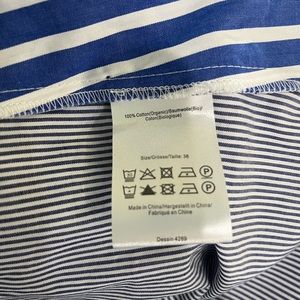 100% Cotton(Organic)/Baumwolle(Bio)/
Coton(Biologique)
Size/Grösse/Taille: 38
Made in China/Hergestellt in China/
Fabriqué en Chine
Dessin 4269